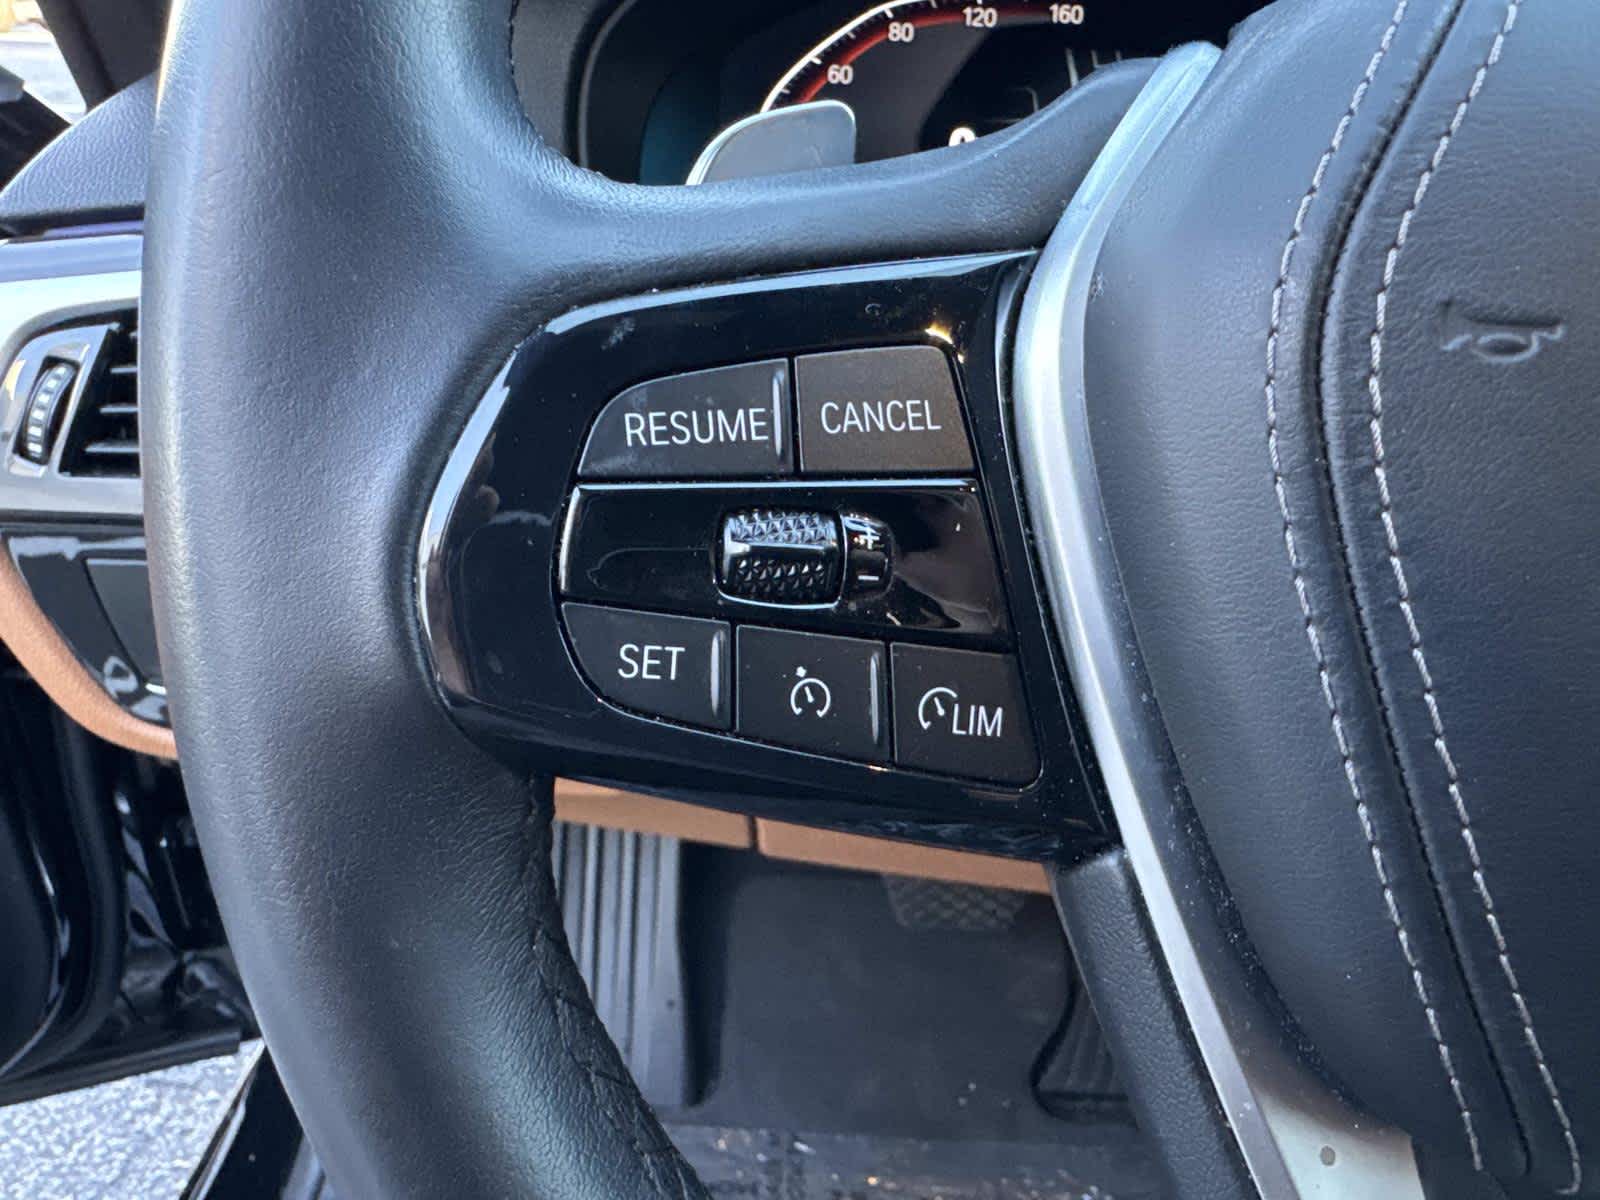 60 80 120 160
RESUME CANCEL
+
–
SET LIM